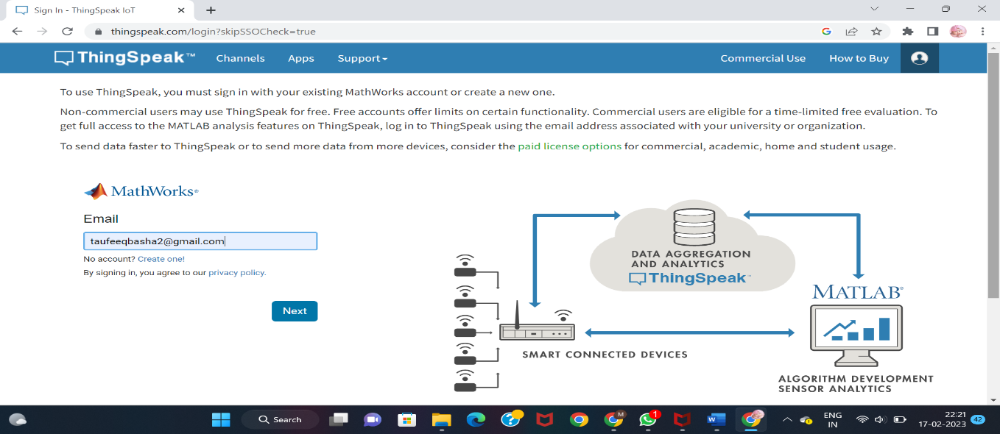 Sign In - ThingSpeak IoT
thingspeak.com/login?skipSSOCheck=true
ThingSpeak™ Channels Apps Support Commercial Use How to Buy
To use ThingSpeak, you must sign in with your existing MathWorks account or create a new one.
Non-commercial users may use ThingSpeak for free. Free accounts offer limits on certain functionality. Commercial users are eligible for a time-limited free evaluation. To
get full access to the MATLAB analysis features on ThingSpeak, log in to ThingSpeak using the email address associated with your university or organization.
To send data faster to ThingSpeak or to send more data from more devices, consider the paid license options for commercial, academic, home and student usage.
MathWorks®
Email
taufeeqbasha2@gmail.com
No account? Create one!
By signing in, you agree to our privacy policy.
Next
DATA AGGREGATION
AND ANALYTICS
ThingSpeak™
MATLAB®
SMART CONNECTED DEVICES
ALGORITHM DEVELOPMENT
SENSOR ANALYTICS
Search
M
1
W
ENG
IN
22:21
17-02-2023
42